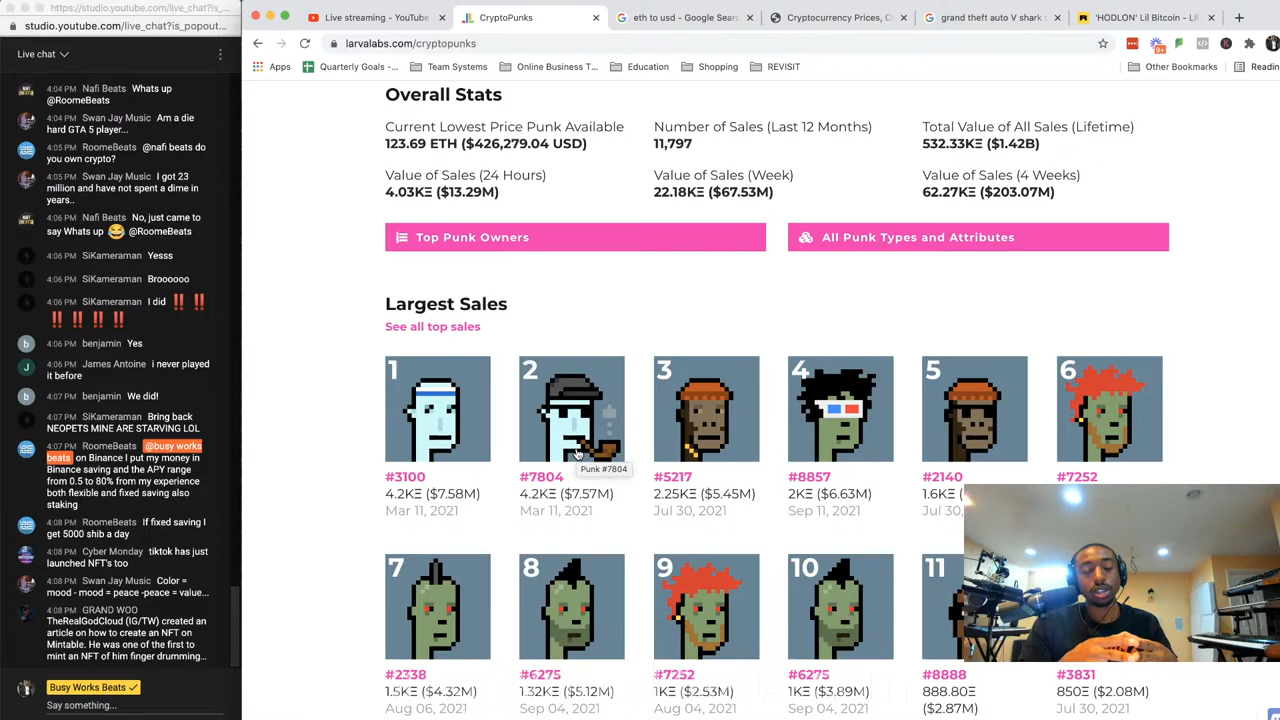 https://studio.youtube.com/live_chat?is_...
studio.youtube.com/live_chat?is_popout...
Live chat
4:04 PM Nafi Beats Whats up
@RoomeBeats
4:04 PM Swan Jay Music Am a die
hard GTA 5 player...
4:05 PM RoomeBeats @nafi beats do
you own crypto?
4:05 PM Swan Jay Music I got 23
million and have not spent a dime in
years..
4:06 PM Nafi Beats No, just came to
say Whats up 😂 @RoomeBeats
4:06 PM SiKameraman Yesss
4:06 PM SiKameraman Broooooo
4:06 PM SiKameraman I did ‼️ ‼️
‼️ ‼️ ‼️ ‼️
4:06 PM benjamin Yes
4:06 PM James Antoine i never played
it before
4:07 PM benjamin We did!
4:07 PM SiKameraman Bring back
NEOPETS MINE ARE STARVING LOL
4:07 PM RoomeBeats @busy works
beats on Binance I put my money in
Binance saving and the APY range
from 0.5 to 80% from my experience
both flexible and fixed saving also
staking
4:08 PM RoomeBeats If fixed saving I
get 5000 shib a day
4:08 PM Cyber Monday tiktok has just
launched NFT's too
4:08 PM Swan Jay Music Color =
mood - mood = peace -peace = value...
4:08 PM GRAND WOO
TheRealGodCloud (IG/TW) created an
article on how to create an NFT on
Mintable. He was one of the first to
mint an NFT of him finger drumming...
Busy Works Beats ✓
Say something...
Live streaming - YouTube
CryptoPunks
eth to usd - Google Searc
Cryptocurrency Prices, C
grand theft auto V shark c
'HODLON' Lil Bitcoin - Li
larvalabs.com/cryptopunks
Apps
Quarterly Goals -...
Team Systems
Online Business T...
Education
Shopping
REVISIT
Other Bookmarks
Readin
Overall Stats
Current Lowest Price Punk Available
123.69 ETH ($426,279.04 USD)
Number of Sales (Last 12 Months)
11,797
Total Value of All Sales (Lifetime)
532.33KΞ ($1.42B)
Value of Sales (24 Hours)
4.03KΞ ($13.29M)
Value of Sales (Week)
22.18KΞ ($67.53M)
Value of Sales (4 Weeks)
62.27KΞ ($203.07M)
Top Punk Owners
All Punk Types and Attributes
Largest Sales
See all top sales
1
2
3
4
5
6
Punk #7804
#3100
4.2KΞ ($7.58M)
Mar 11, 2021
#7804
4.2KΞ ($7.57M)
Mar 11, 2021
#5217
2.25KΞ ($5.45M)
Jul 30, 2021
#8857
2KΞ ($6.63M)
Sep 11, 2021
#2140
1.6KΞ
Jul 30,
#7252
7
8
9
10
11
#2338
1.5KΞ ($4.32M)
Aug 06, 2021
#6275
1.32KΞ ($5.12M)
Sep 04, 2021
#7252
1KΞ ($2.53M)
Aug 04, 2021
#6275
Sep 04, 2021
#8888
888.80Ξ
($2.87M)
#3831
850Ξ ($2.08M)
Jul 30, 2021